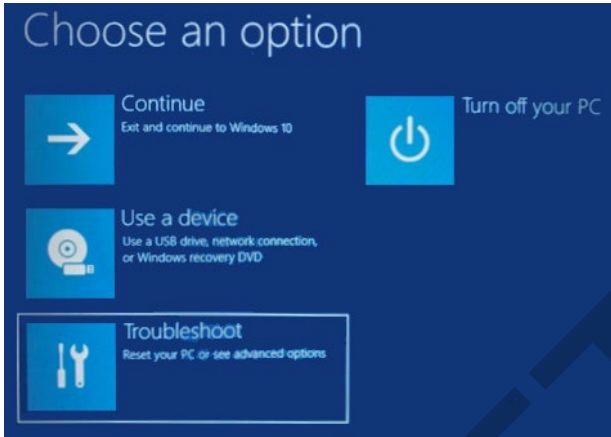 Choose an option
Continue
Exit and continue to Windows 10
Turn off your PC
Use a device
Use a USB drive, network connection,
or Windows recovery DVD
Troubleshoot
Reset your PC or see advanced options